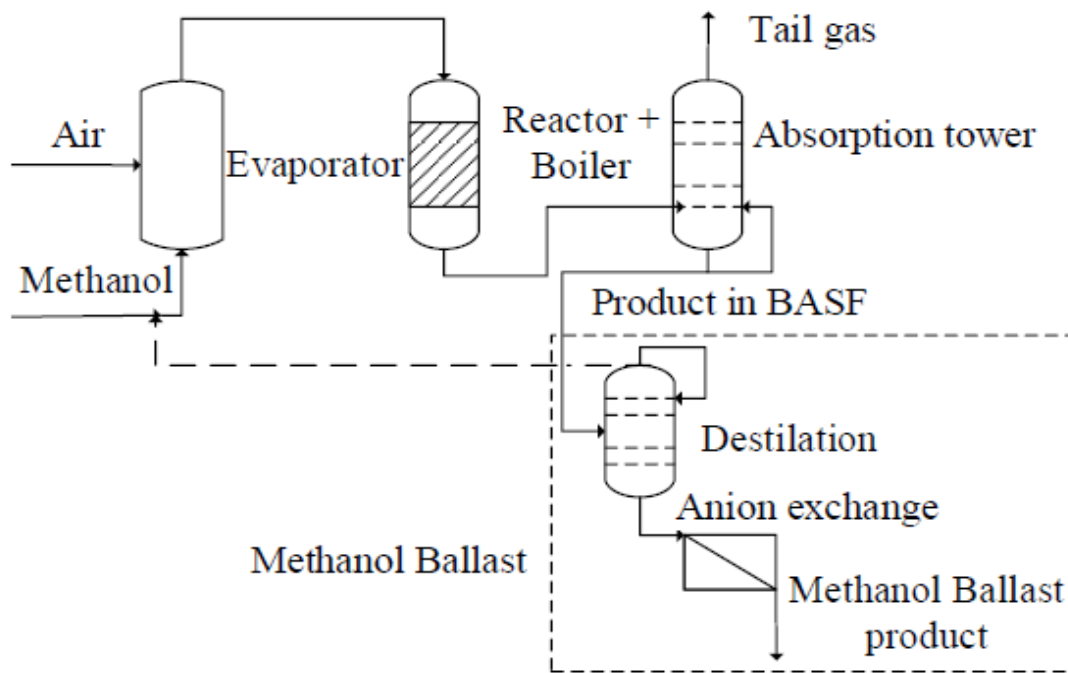 Tail gas
Air
Evaporator
Reactor +
Boiler
Absorption tower
Methanol
Product in BASF
Destilation
Anion exchange
Methanol Ballast
Methanol Ballast
product